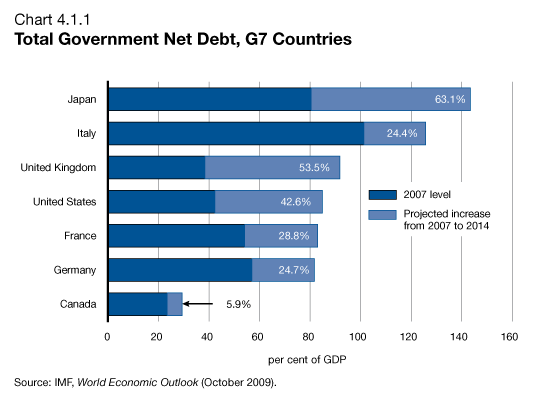 Chart 4.1.1
Total Government Net Debt, G7 Countries
Japan 63.1%
Italy 24.4%
United Kingdom 53.5%
United States 42.6%
France 28.8%
Germany 24.7%
Canada 5.9%
2007 level
Projected increase
from 2007 to 2014
0 20 40 60 80 100 120 140 160
per cent of GDP
Source: IMF, World Economic Outlook (October 2009).